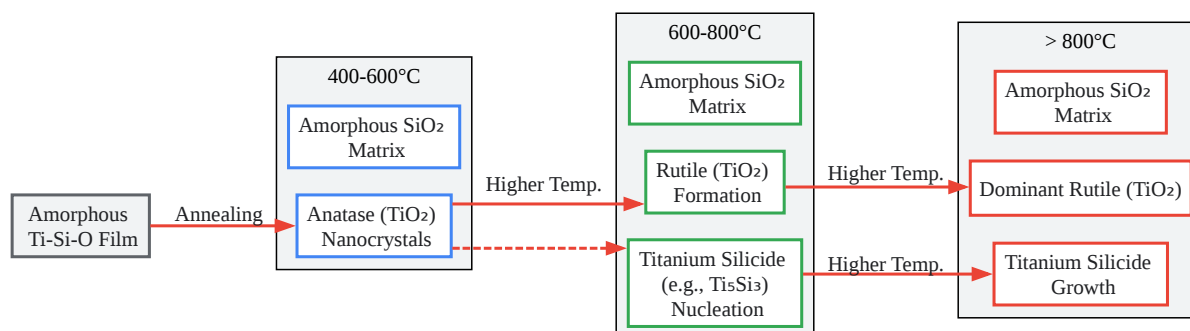 Amorphous
Ti-Si-O Film
Annealing
400-600°C
Amorphous SiO₂
Matrix
Anatase (TiO₂)
Nanocrystals
Higher Temp.
600-800°C
Amorphous SiO₂
Matrix
Rutile (TiO₂)
Formation
Titanium Silicide
(e.g., Ti₅Si₃)
Nucleation
Higher Temp.
Higher Temp.
> 800°C
Amorphous SiO₂
Matrix
Dominant Rutile (TiO₂)
Titanium Silicide
Growth